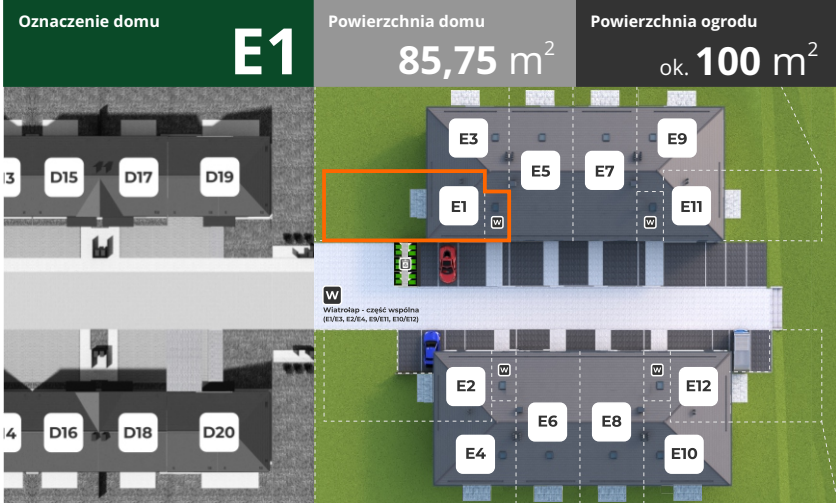 Oznaczenie domu
E1
Powierzchnia domu
85,75 m²
Powierzchnia ogrodu
ok. 100 m²
D15
D17
D19
E3
E5
E7
E9
E1
W
W
E11
W
Wiatrołap - część wspólna
(E1/E3, E2/E4, E9/E11, E10/E12)
E2
W
W
E12
D16
D18
D20
E4
E6
E8
E10